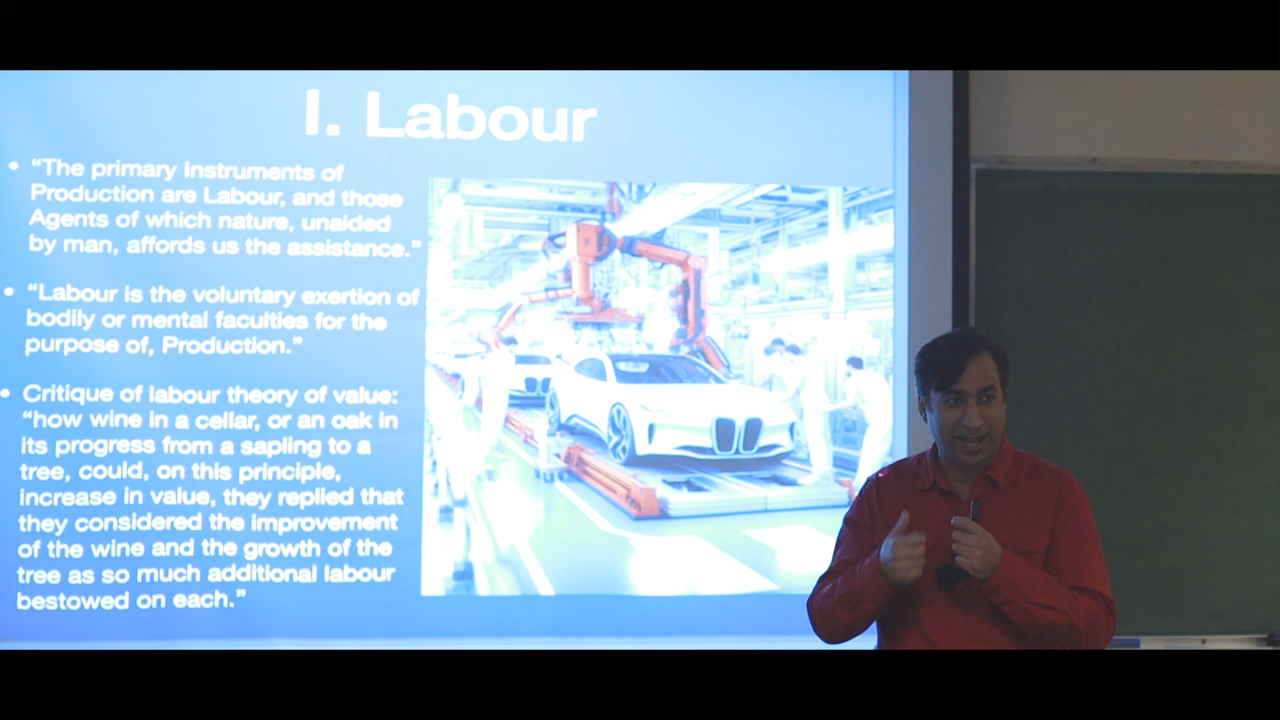 I. Labour
• “The primary Instruments of
Production are Labour, and those
Agents of which nature, unaided
by man, affords us the assistance.”
• “Labour is the voluntary exertion of
bodily or mental faculties for the
purpose of, Production.”
• Critique of labour theory of value:
“how wine in a cellar, or an oak in
its progress from a sapling to a
tree, could, on this principle,
increase in value, they replied that
they considered the improvement
of the wine and the growth of the
tree as so much additional labour
bestowed on each.”